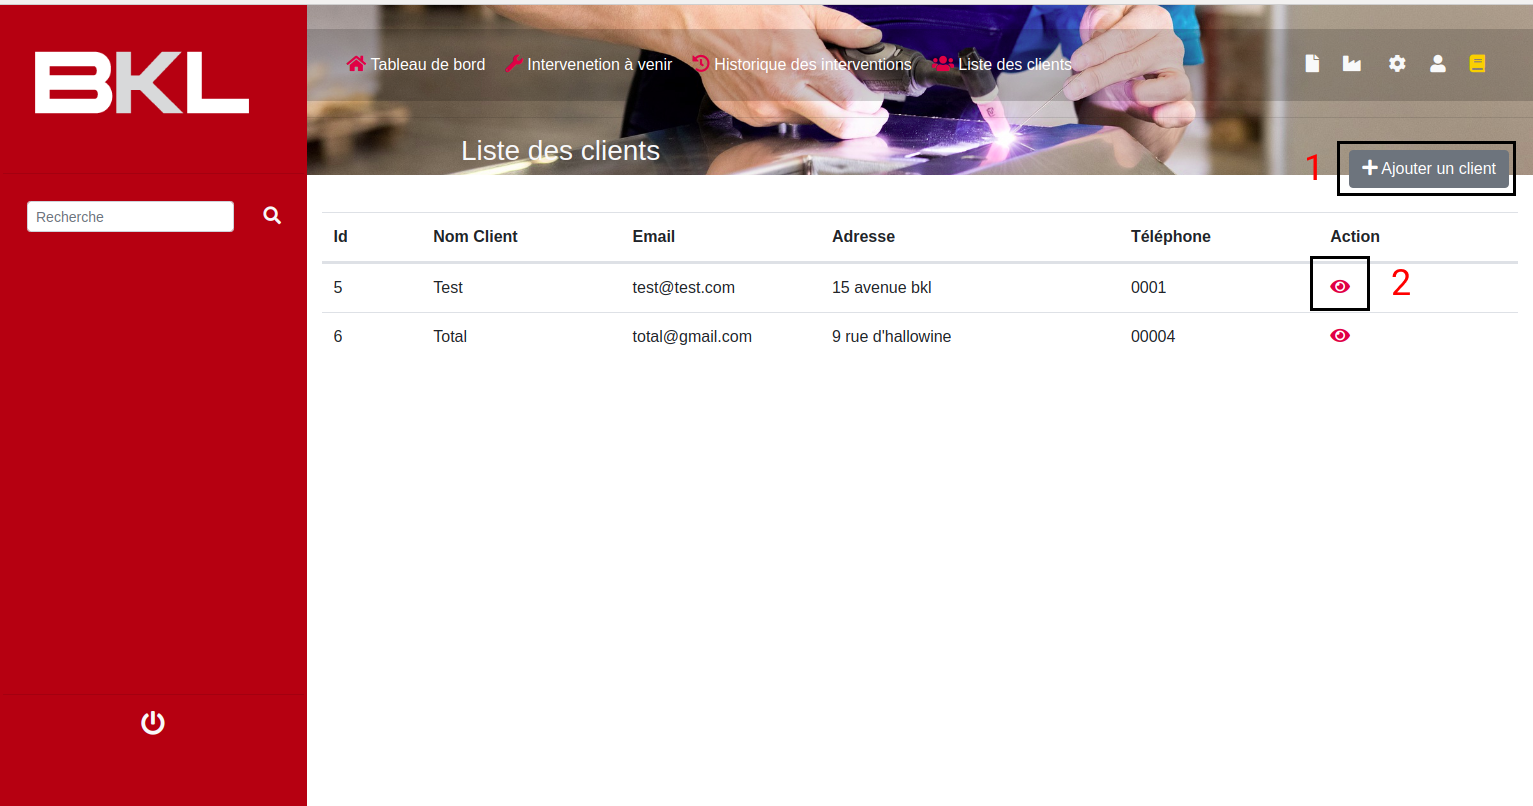 BKL
Tableau de bord Intervenetion à venir Historique des interventions Liste des clients
Liste des clients
1 Ajouter un client
Recherche
Id Nom Client Email Adresse Téléphone Action
5 Test test@test.com 15 avenue bkl 0001 2
6 Total total@gmail.com 9 rue d'hallowine 00004